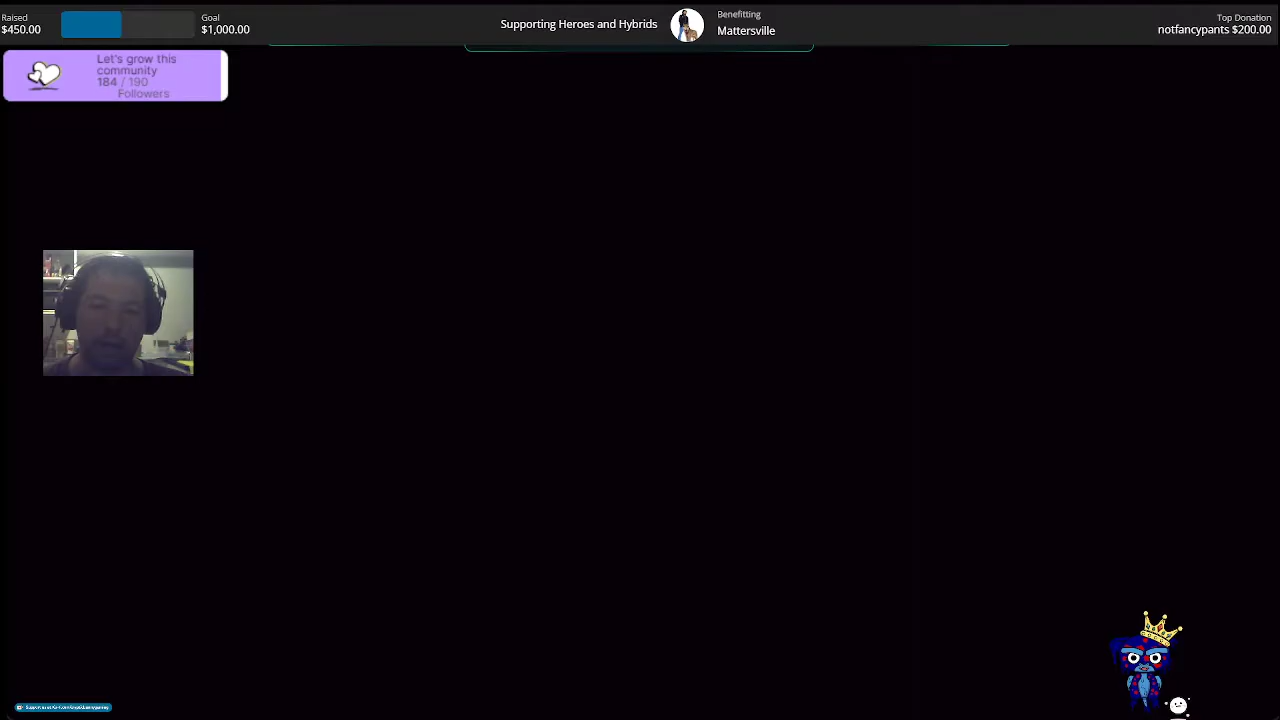 Raised
$450.00
Goal
$1,000.00
Supporting Heroes and Hybrids
Benefitting
Mattersville
Top Donation
notfancypants $200.00
Let's grow this
community
184 / 190
Followers